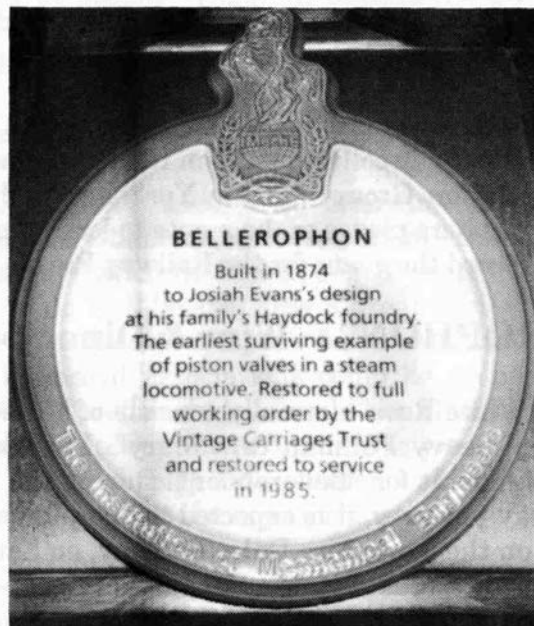 IMECHE
BELLEROPHON
Built in 1874
to Josiah Evans's design
at his family's Haydock foundry.
The earliest surviving example
of piston valves in a steam
locomotive. Restored to full
working order by the
Vintage Carriages Trust
and restored to service
in 1985.
The Institution of Mechanical Engineers